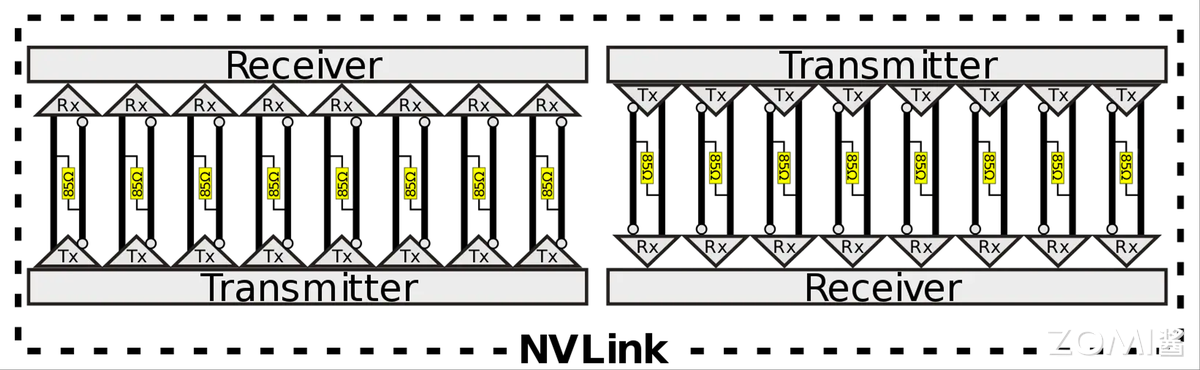 Receiver Transmitter
Rx Rx Rx Rx Rx Rx Rx Rx Tx Tx Tx Tx Tx Tx Tx Tx
85Ω 85Ω 85Ω 85Ω 85Ω 85Ω 85Ω 85Ω 85Ω 85Ω 85Ω 85Ω 85Ω 85Ω 85Ω 85Ω
Tx Tx Tx Tx Tx Tx Tx Tx Rx Rx Rx Rx Rx Rx Rx Rx
Transmitter Receiver
NVLink
ZOMI酱